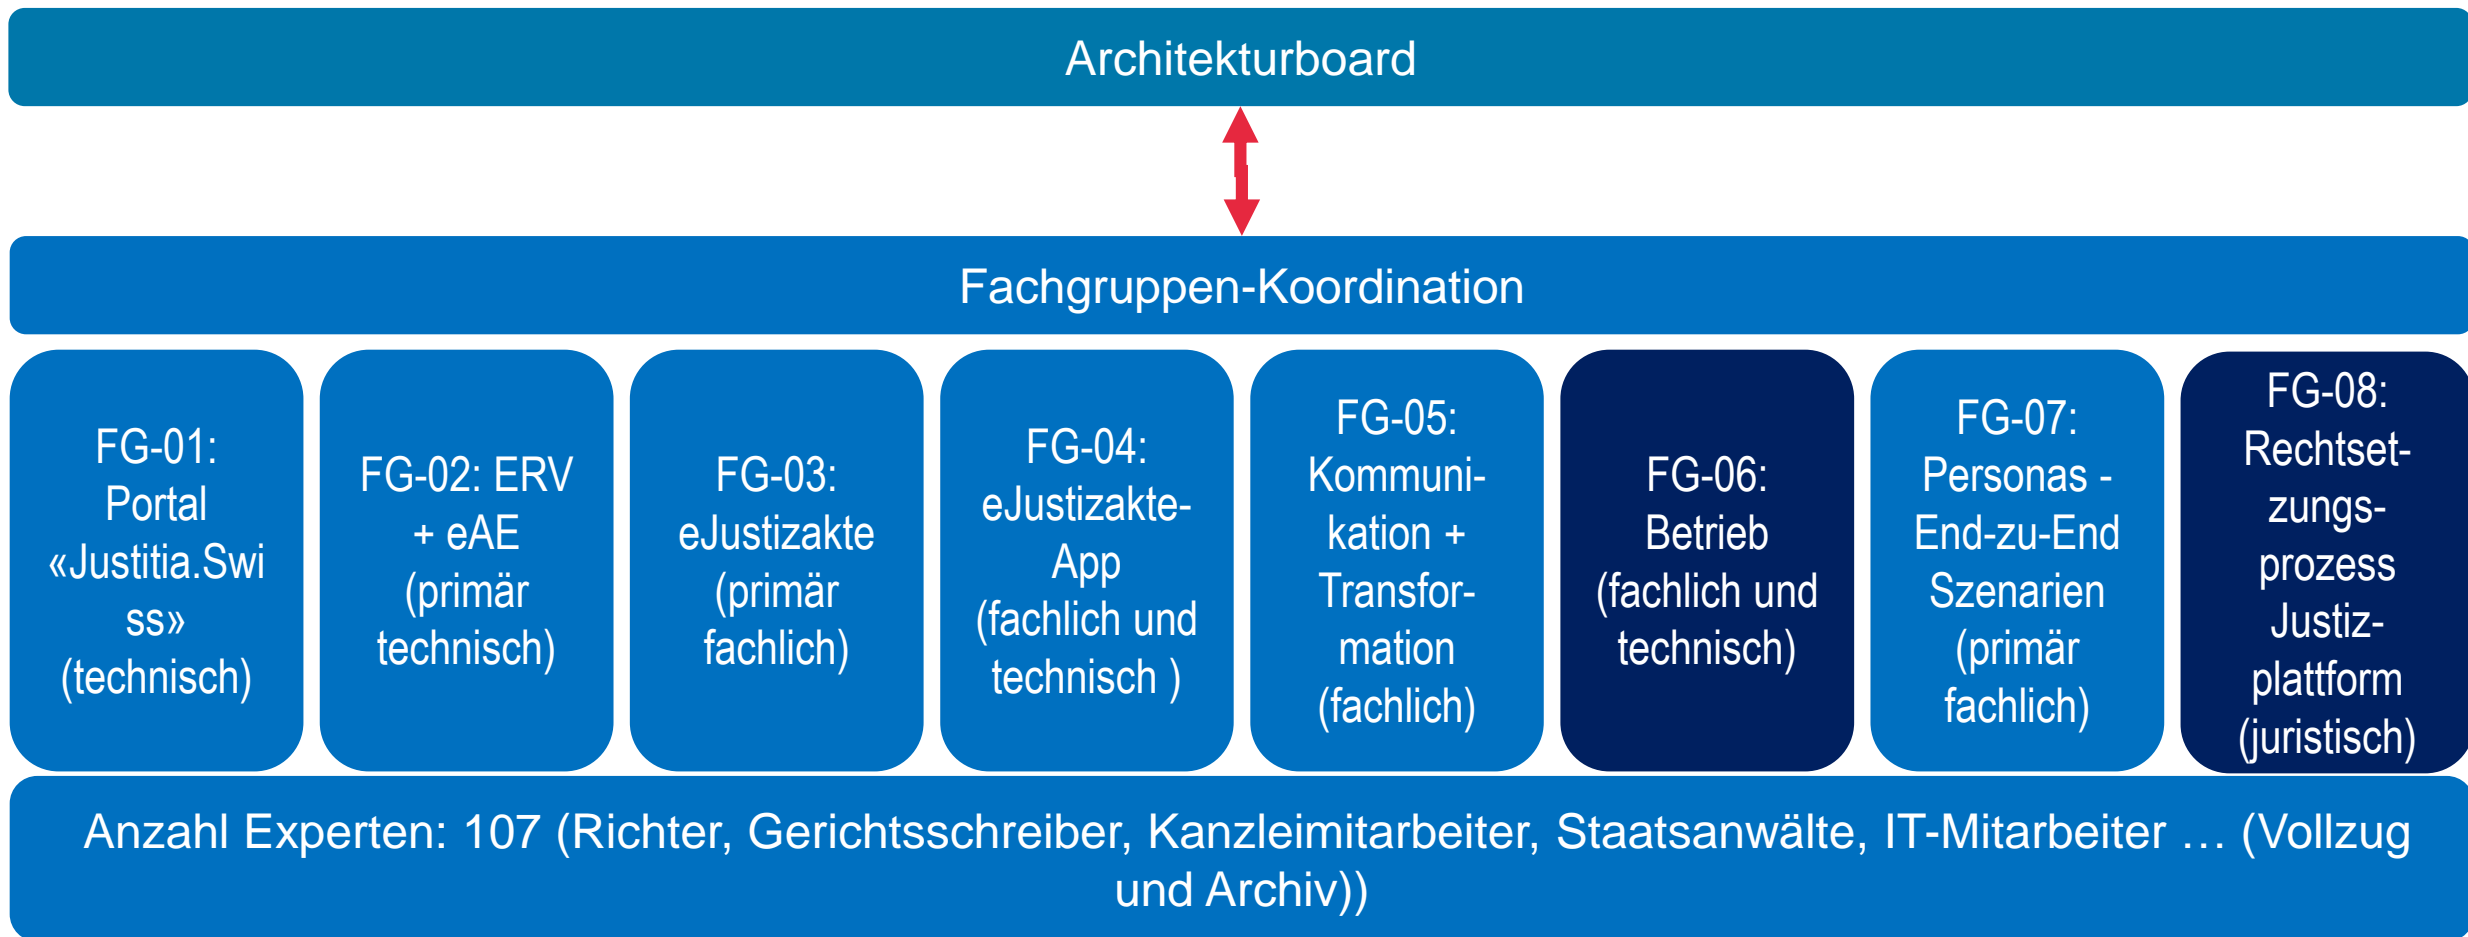 Architekturboard
Fachgruppen-Koordination
FG-01:
Portal
«Justitia.Swi
ss»
(technisch)
FG-02: ERV
+ eAE
(primär
technisch)
FG-03:
eJustizakte
(primär
fachlich)
FG-04:
eJustizakte-
App
(fachlich und
technisch )
FG-05:
Kommuni-
kation +
Transfor-
mation
(fachlich)
FG-06:
Betrieb
(fachlich und
technisch)
FG-07:
Personas -
End-zu-End
Szenarien
(primär
fachlich)
FG-08:
Rechtset-
zungs-
prozess
Justiz-
plattform
(juristisch)
Anzahl Experten: 107 (Richter, Gerichtsschreiber, Kanzleimitarbeiter, Staatsanwälte, IT-Mitarbeiter … (Vollzug
und Archiv))